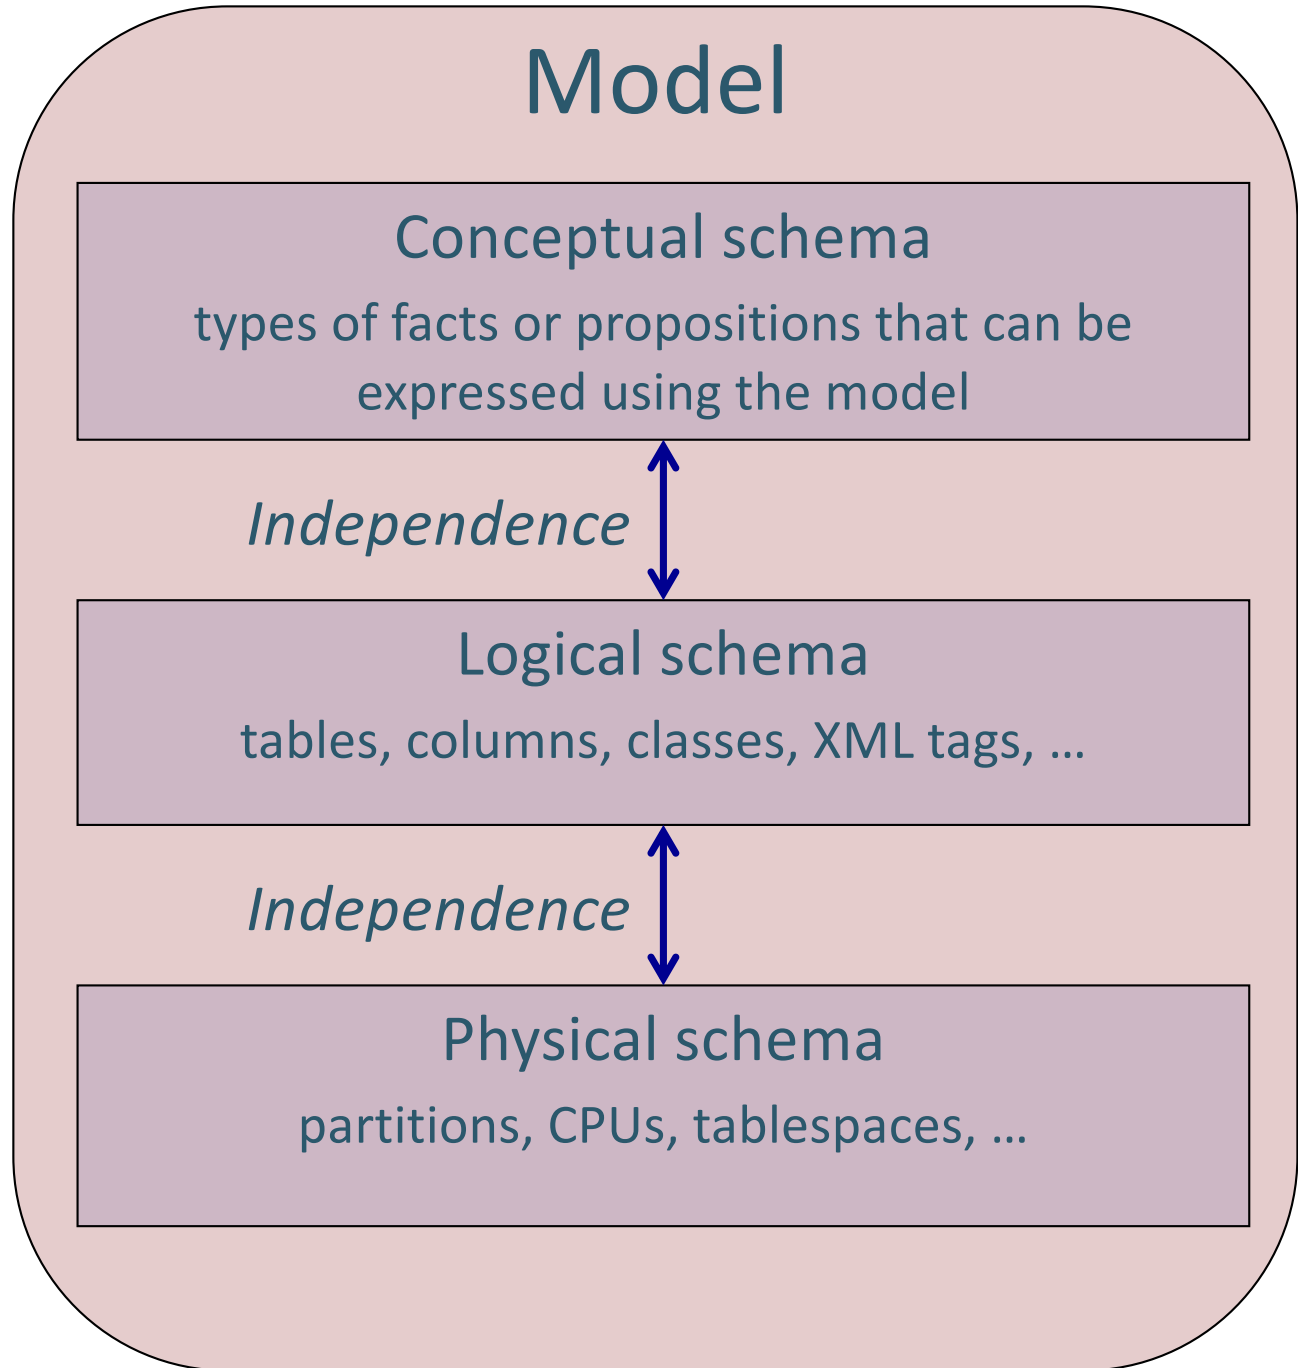 Model
Conceptual schema
types of facts or propositions that can be
expressed using the model
Independence
Logical schema
tables, columns, classes, XML tags, …
Independence
Physical schema
partitions, CPUs, tablespaces, …